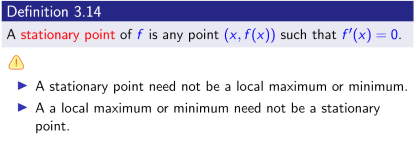 Definition 3.14
A stationary point of f is any point (x, f(x)) such that f′(x) = 0.
A stationary point need not be a local maximum or minimum.
A a local maximum or minimum need not be a stationary
point.